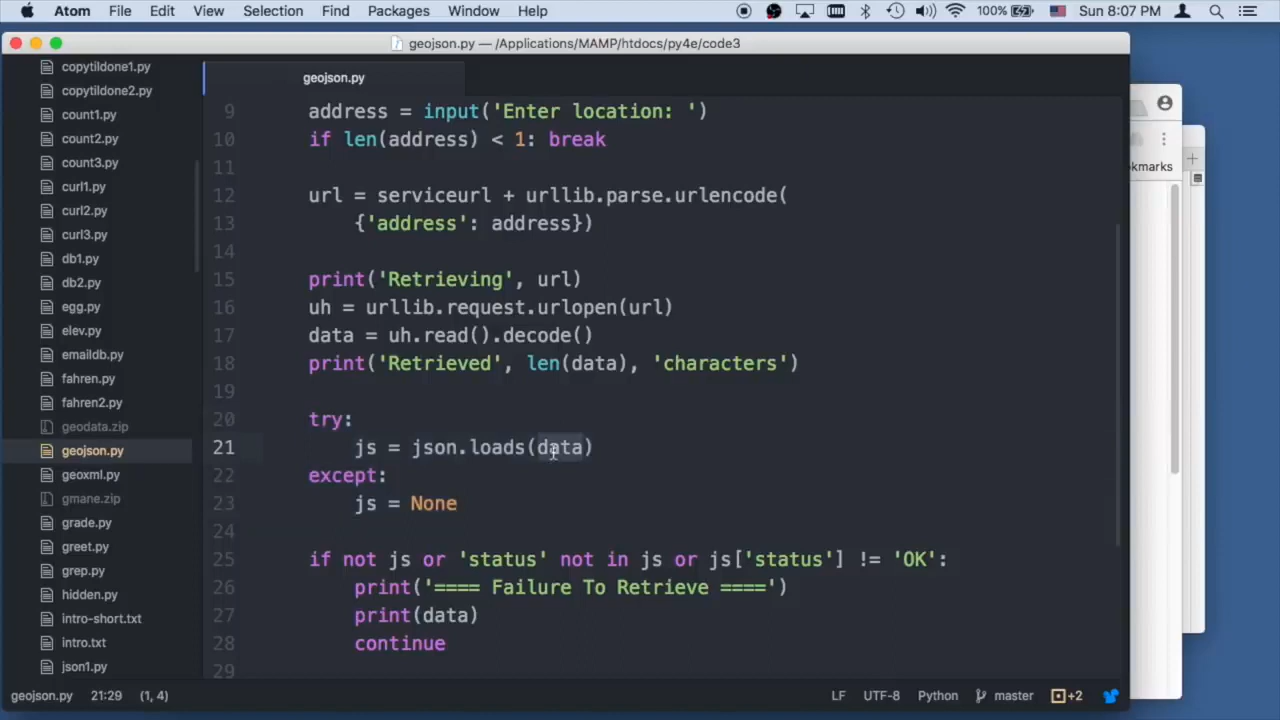 Atom File Edit View Selection Find Packages Window Help 100% Sun 8:07 PM
geojson.py — /Applications/MAMP/htdocs/py4e/code3
copytildone1.py
copytildone2.py
count1.py
count2.py
count3.py
curl1.py
curl2.py
curl3.py
db1.py
db2.py
egg.py
elev.py
emaildb.py
fahren.py
fahren2.py
geodata.zip
geojson.py
geoxml.py
gmane.zip
grade.py
greet.py
grep.py
hidden.py
intro-short.txt
intro.txt
json1.py
geojson.py
9 address = input('Enter location: ')
10 if len(address) < 1: break
11
12 url = serviceurl + urllib.parse.urlencode(
13 {'address': address})
14
15 print('Retrieving', url)
16 uh = urllib.request.urlopen(url)
17 data = uh.read().decode()
18 print('Retrieved', len(data), 'characters')
19
20 try:
21 js = json.loads(data)
22 except:
23 js = None
24
25 if not js or 'status' not in js or js['status'] != 'OK':
26 print('==== Failure To Retrieve ====')
27 print(data)
28 continue
29
okmarks
geojson.py 21:29 (1, 4) LF UTF-8 Python master +2